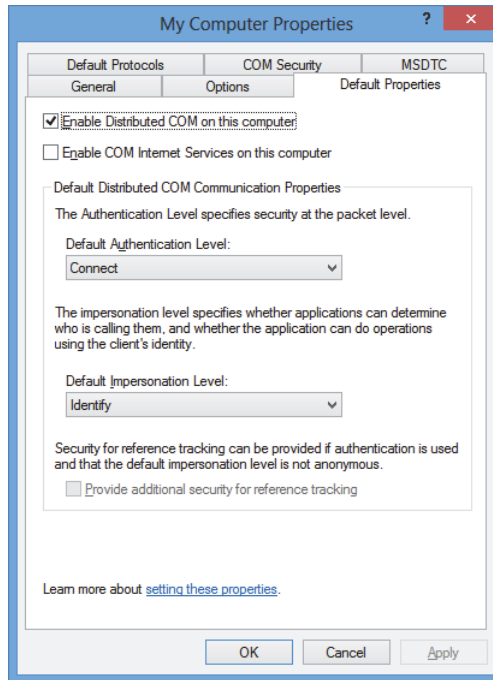 My Computer Properties
?
x
Default Protocols
COM Security
MSDTC
General
Options
Default Properties
Enable Distributed COM on this computer
Enable COM Internet Services on this computer
Default Distributed COM Communication Properties
The Authentication Level specifies security at the packet level.
Default Authentication Level:
Connect
The impersonation level specifies whether applications can determine
who is calling them, and whether the application can do operations
using the client's identity.
Default Impersonation Level:
Identify
Security for reference tracking can be provided if authentication is used
and that the default impersonation level is not anonymous.
Provide additional security for reference tracking
Learn more about setting these properties.
OK
Cancel
Apply